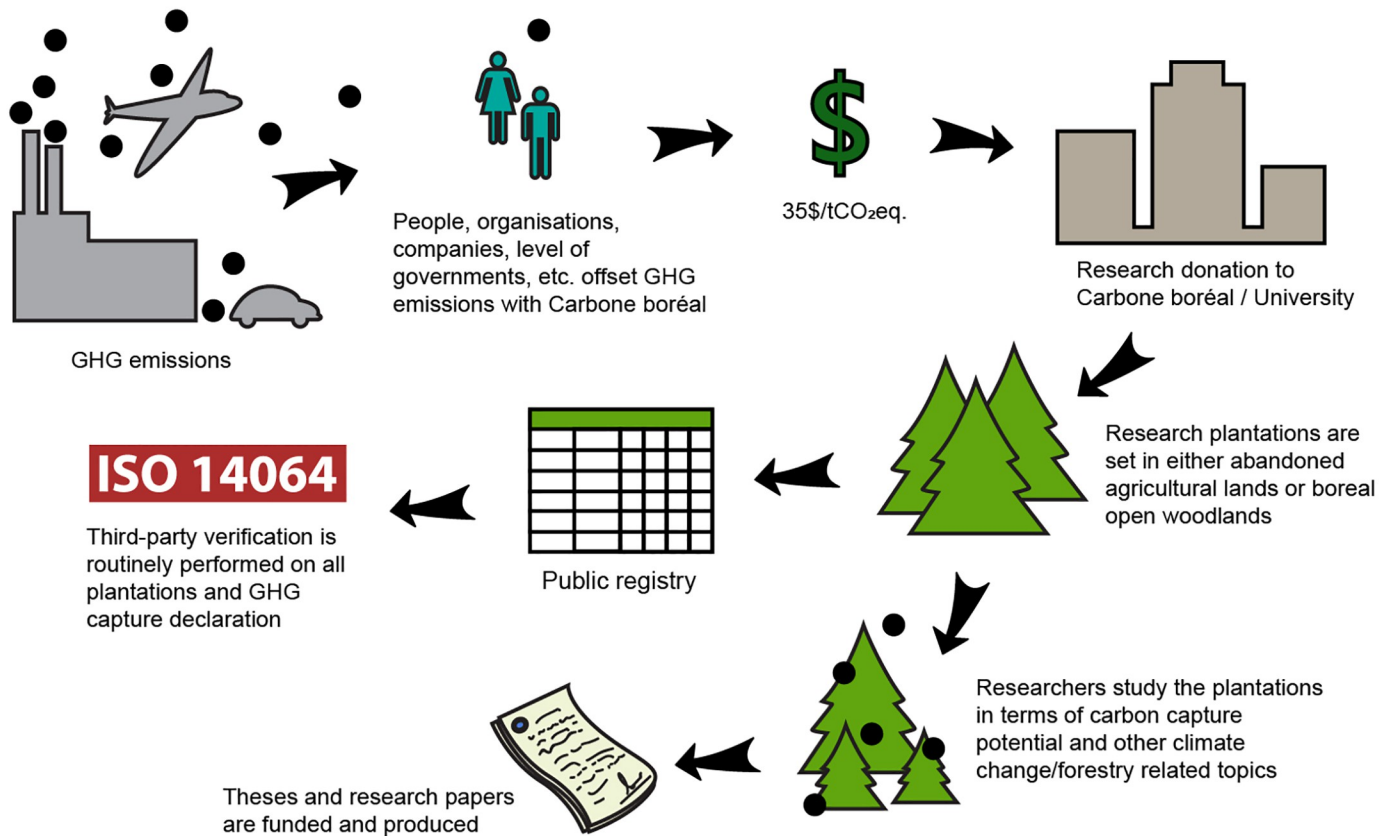 GHG emissions
People, organisations,
companies, level of
governments, etc. offset GHG
emissions with Carbone boréal
$
35$/tCO₂eq.
Research donation to
Carbone boréal / University
Research plantations are
set in either abandoned
agricultural lands or boreal
open woodlands
Public registry
ISO 14064
Third-party verification is
routinely performed on all
plantations and GHG
capture declaration
Researchers study the plantations
in terms of carbon capture
potential and other climate
change/forestry related topics
Theses and research papers
are funded and produced